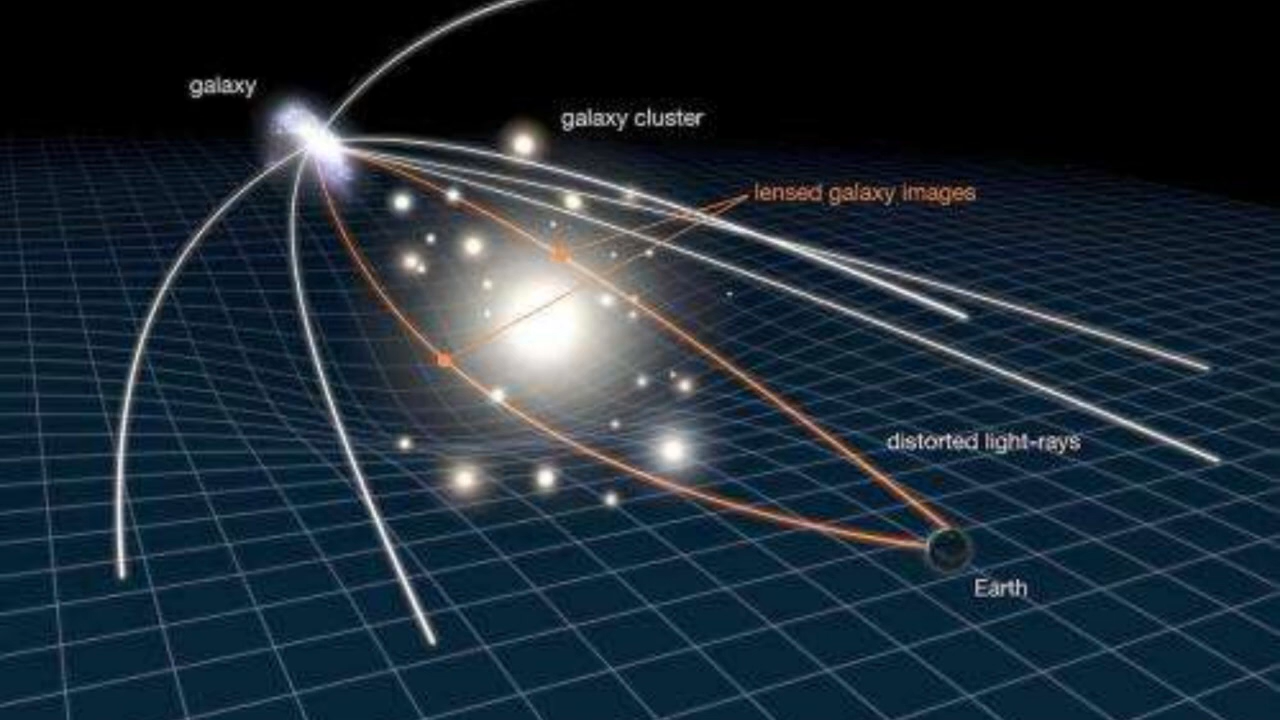 galaxy
galaxy cluster
lensed galaxy images
distorted light-rays
Earth